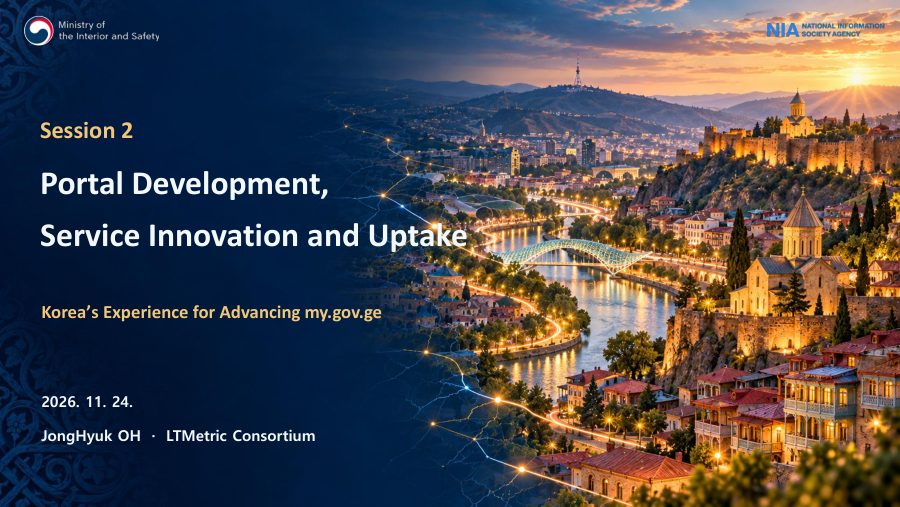 Ministry of
the Interior and Safety
NIA NATIONAL INFORMATION
SOCIETY AGENCY
Session 2
Portal Development,
Service Innovation and Uptake
Korea’s Experience for Advancing my.gov.ge
2026. 11. 24.
JongHyuk OH · LTMetric Consortium